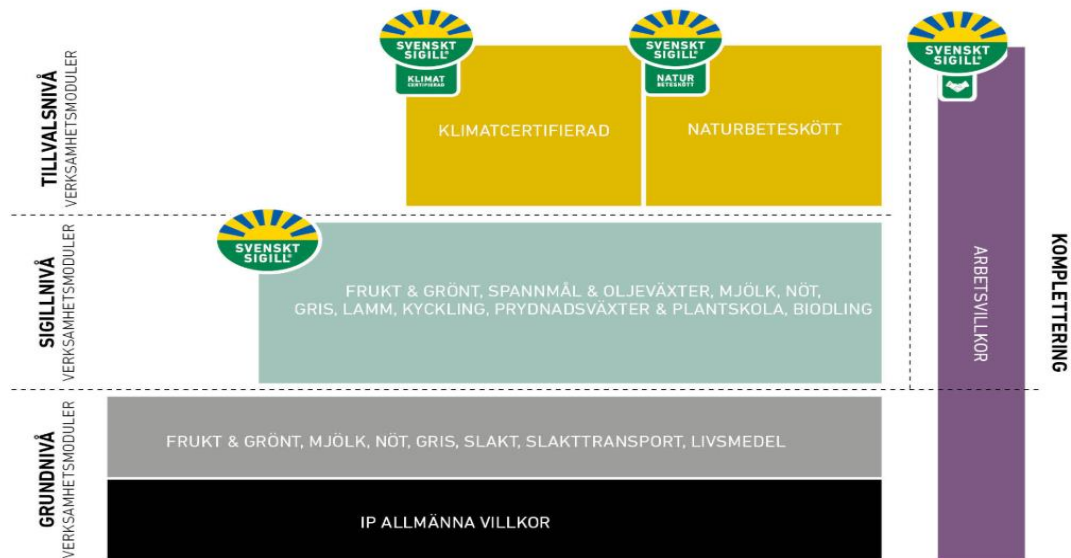 TILLVALSNIVÅ
VERKSAMHETSMODULER
SVENSKT
SIGILL®
KLIMAT
CERTIFIERAD
SVENSKT
SIGILL®
NATUR
BETESKÖTT
SVENSKT
SIGILL®
KLIMATCERTIFIERAD
NATURBETESKÖTT
SIGILLNIVÅ
VERKSAMHETSMODULER
SVENSKT
SIGILL®
FRUKT & GRÖNT, SPANNMÅL & OLJEVÄXTER, MJÖLK, NÖT,
GRIS, LAMM, KYCKLING, PRYDNADSVÄXTER & PLANTSKOLA, BIODLING
ARBETSVILLKOR
KOMPLETTERING
GRUNDNIVÅ
VERKSAMHETSMODULER
FRUKT & GRÖNT, MJÖLK, NÖT, GRIS, SLAKT, SLAKTTRANSPORT, LIVSMEDEL
IP ALLMÄNNA VILLKOR